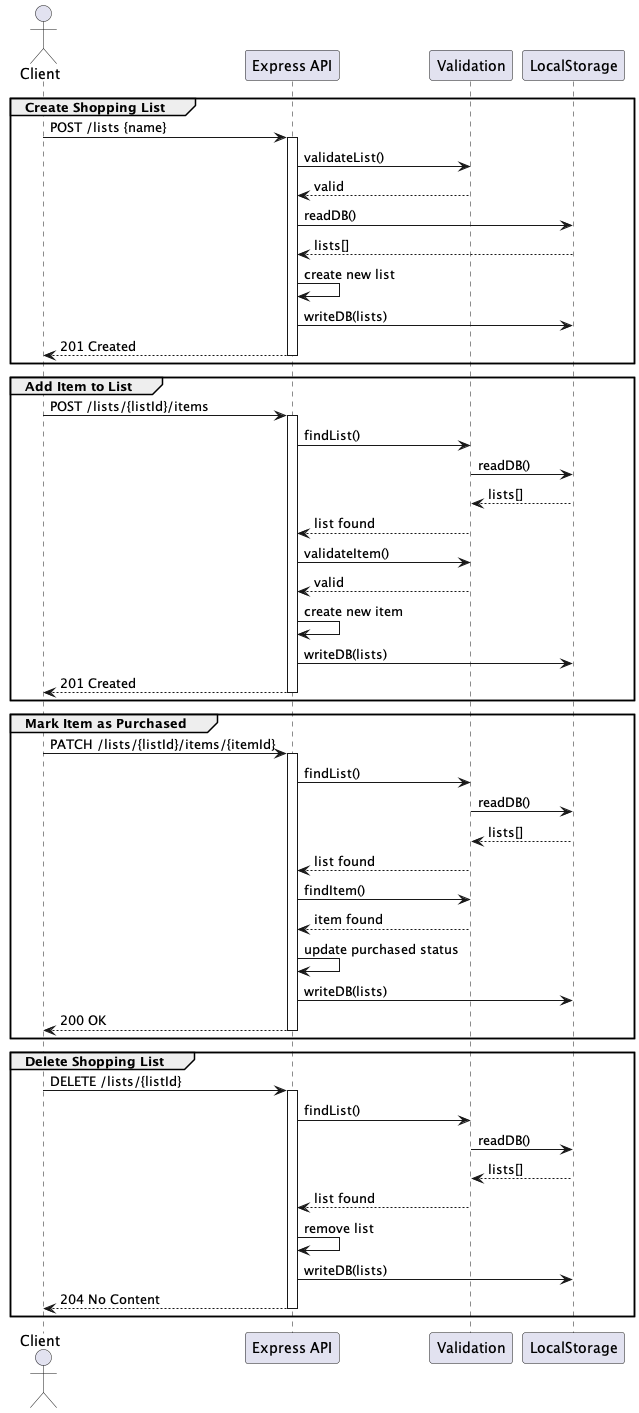 Client
Express API
Validation
LocalStorage
Create Shopping List
POST /lists {name}
validateList()
valid
readDB()
lists[]
create new list
writeDB(lists)
201 Created
Add Item to List
POST /lists/{listId}/items
findList()
readDB()
lists[]
list found
validateItem()
valid
create new item
writeDB(lists)
201 Created
Mark Item as Purchased
PATCH /lists/{listId}/items/{itemId}
findList()
readDB()
lists[]
list found
findItem()
item found
update purchased status
writeDB(lists)
200 OK
Delete Shopping List
DELETE /lists/{listId}
findList()
readDB()
lists[]
list found
remove list
writeDB(lists)
204 No Content
Client
Express API
Validation
LocalStorage